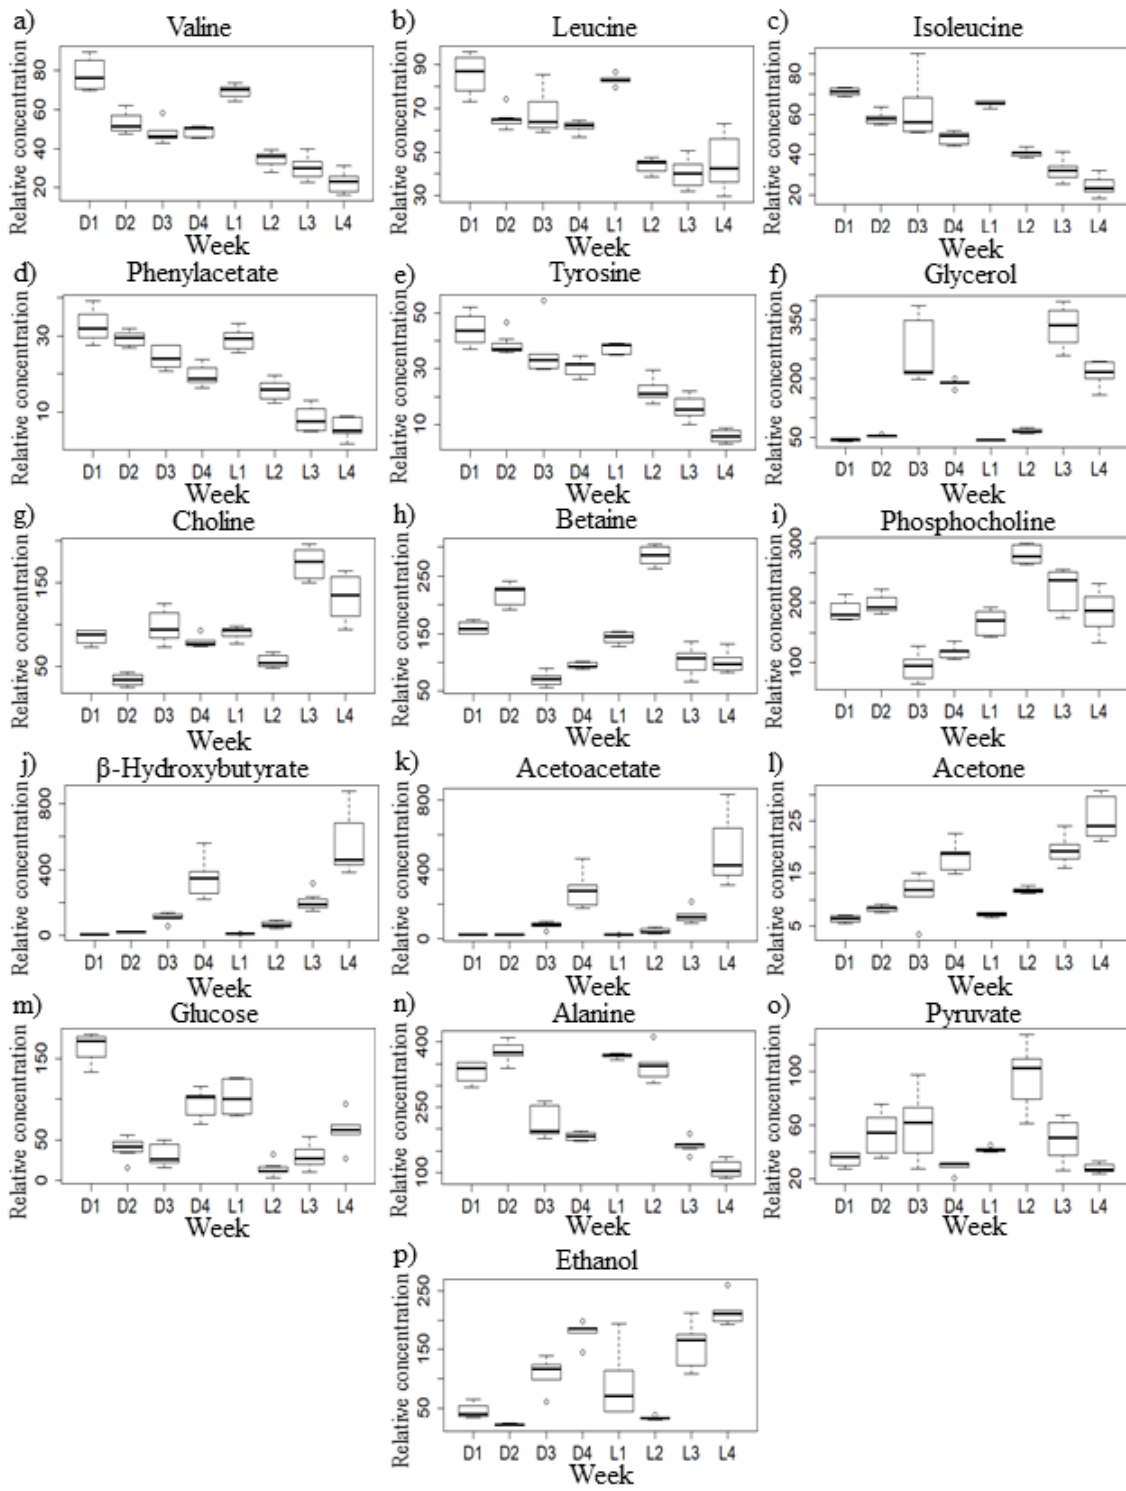 a) Valine
Relative concentration
80
60
40
20
D1 D2 D3 D4 L1 L2 L3 L4
Week
b) Leucine
Relative concentration
90
70
50
30
D1 D2 D3 D4 L1 L2 L3 L4
Week
c) Isoleucine
Relative concentration
80
60
40
20
D1 D2 D3 D4 L1 L2 L3 L4
Week
d) Phenylacetate
Relative concentration
30
10
D1 D2 D3 D4 L1 L2 L3 L4
Week
e) Tyrosine
Relative concentration
50
30
10
D1 D2 D3 D4 L1 L2 L3 L4
Week
f) Glycerol
Relative concentration
350
200
50
D1 D2 D3 D4 L1 L2 L3 L4
Week
g) Choline
Relative concentration
150
50
D1 D2 D3 D4 L1 L2 L3 L4
Week
h) Betaine
Relative concentration
250
150
50
D1 D2 D3 D4 L1 L2 L3 L4
Week
i) Phosphocholine
Relative concentration
300
200
100
D1 D2 D3 D4 L1 L2 L3 L4
Week
j) β-Hydroxybutyrate
Relative concentration
800
400
0
D1 D2 D3 D4 L1 L2 L3 L4
Week
k) Acetoacetate
Relative concentration
800
400
0
D1 D2 D3 D4 L1 L2 L3 L4
Week
l) Acetone
Relative concentration
25
15
5
D1 D2 D3 D4 L1 L2 L3 L4
Week
m) Glucose
Relative concentration
150
50
0
D1 D2 D3 D4 L1 L2 L3 L4
Week
n) Alanine
Relative concentration
400
250
100
D1 D2 D3 D4 L1 L2 L3 L4
Week
o) Pyruvate
Relative concentration
100
60
20
D1 D2 D3 D4 L1 L2 L3 L4
Week
p) Ethanol
Relative concentration
250
150
50
D1 D2 D3 D4 L1 L2 L3 L4
Week